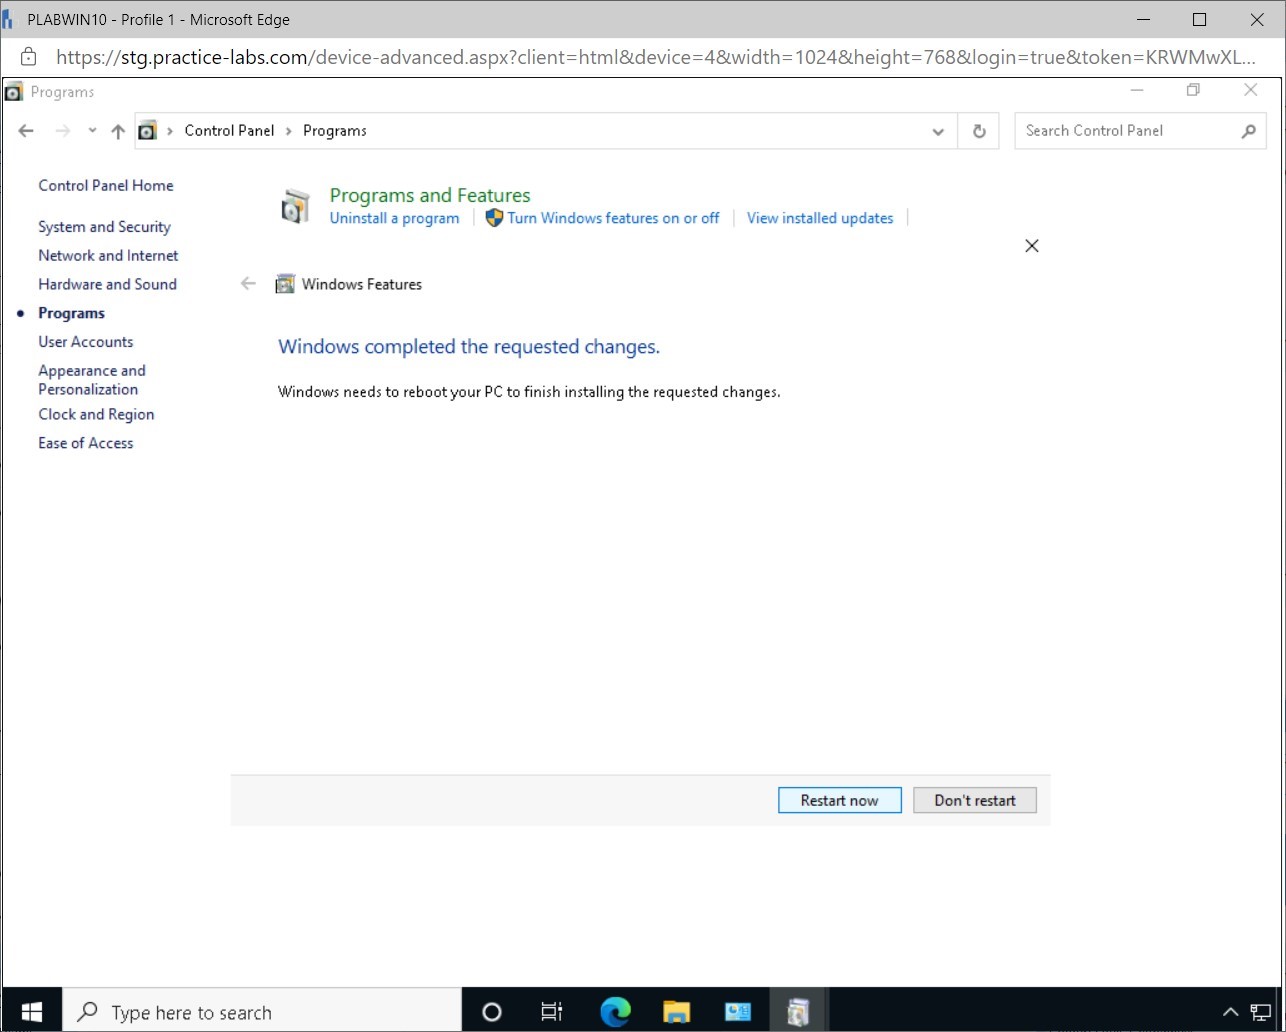 PLABWIN10 - Profile 1 - Microsoft Edge
https://stg.practice-labs.com/device-advanced.aspx?client=html&device=4&width=1024&height=768&login=true&token=KRWMwXL...
Programs
Control Panel > Programs
Search Control Panel
Control Panel Home
System and Security
Network and Internet
Hardware and Sound
Programs
User Accounts
Appearance and
Personalization
Clock and Region
Ease of Access
Programs and Features
Uninstall a program
Turn Windows features on or off
View installed updates
Windows Features
Windows completed the requested changes.
Windows needs to reboot your PC to finish installing the requested changes.
Restart now
Don't restart
Type here to search